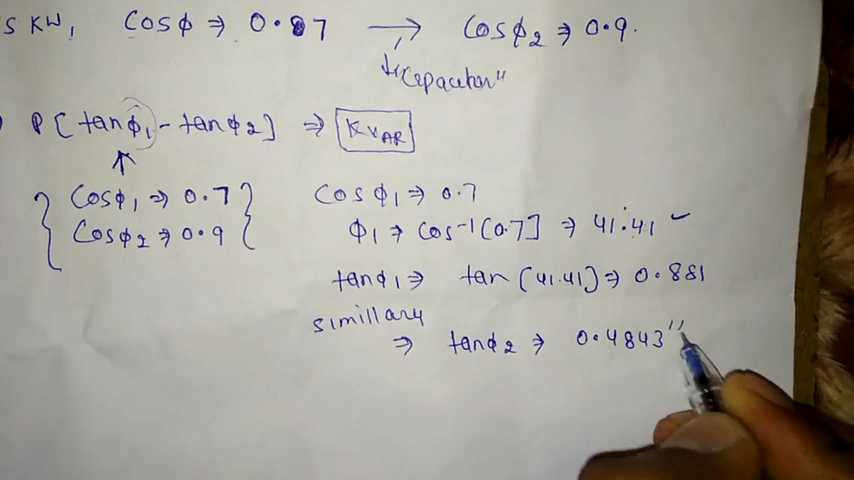 S KW, Cosφ ⇒ 0.87 ⟶ Cosφ2 ⇒ 0.9.
"Capacitor"
P [tanφ1 - tanφ2] ⇒ KVAR
Cosφ1 ⇒ 0.7
Cosφ2 ⇒ 0.9
Cosφ1 ⇒ 0.7
φ1 ⇒ Cos-1[0.7] ⇒ 41.41
tanφ1 ⇒ tan [41.41] ⇒ 0.881
simillary
⇒ tanφ2 ⇒ 0.4843"